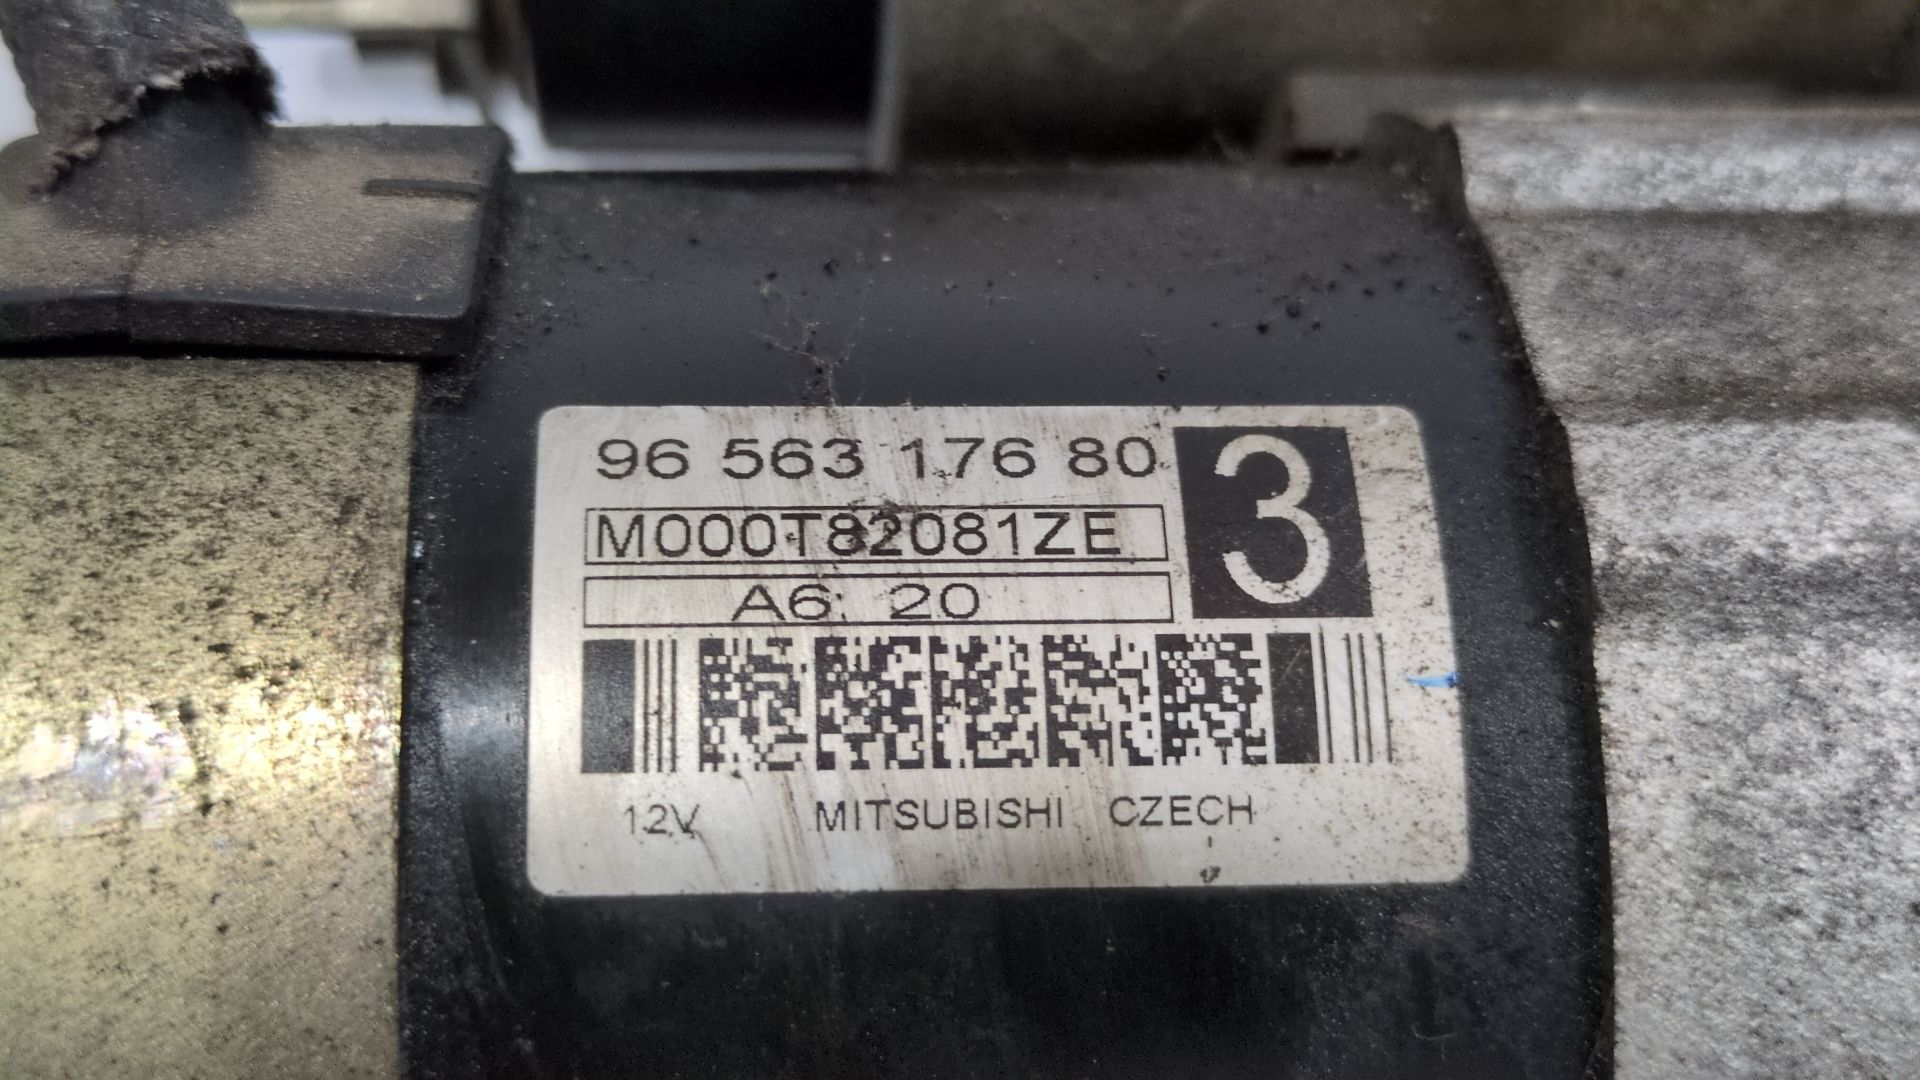 96 563 176 80
3
M000T82081ZE
A6 20
12V MITSUBISHI CZECH